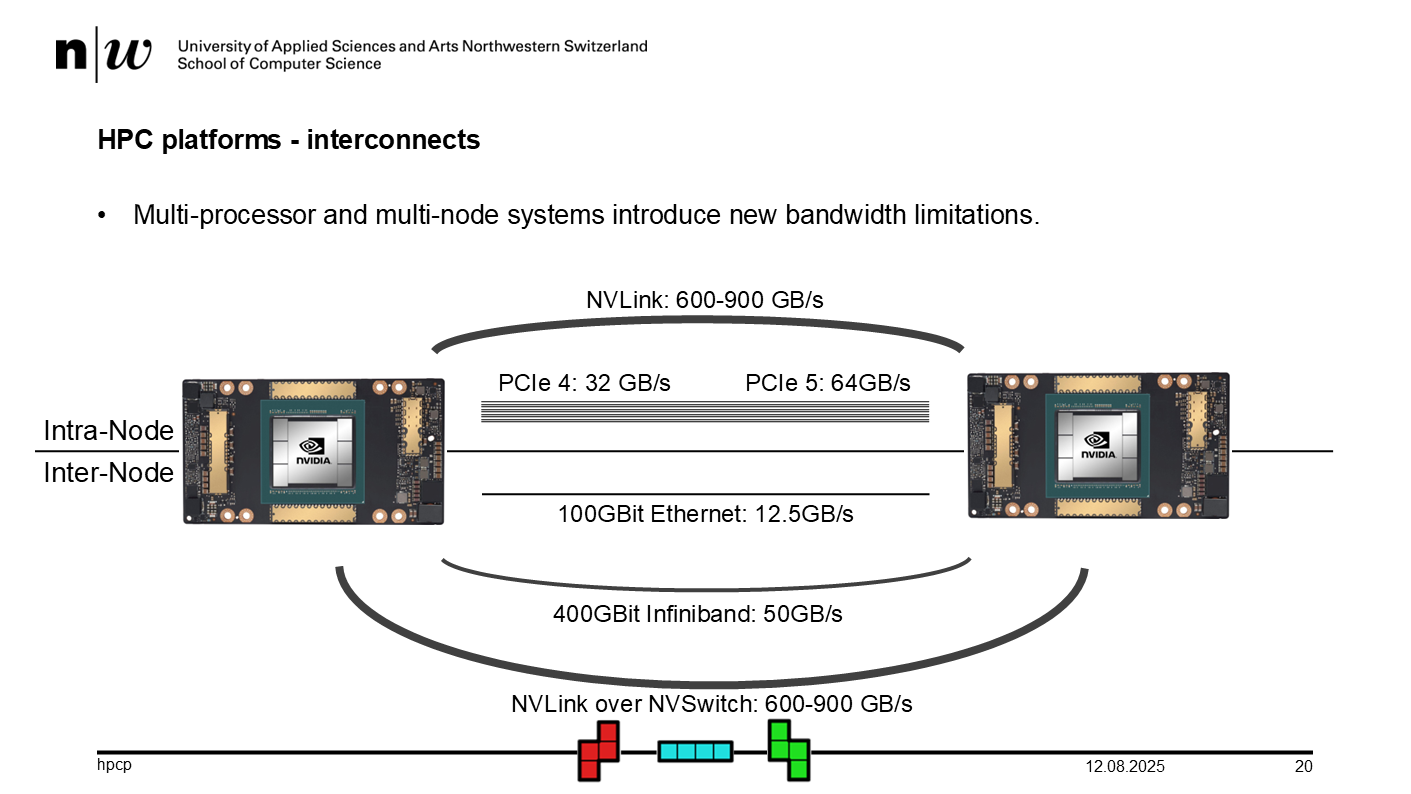 n|w University of Applied Sciences and Arts Northwestern Switzerland
School of Computer Science
HPC platforms - interconnects
• Multi-processor and multi-node systems introduce new bandwidth limitations.
NVLink: 600-900 GB/s
PCIe 4: 32 GB/s PCIe 5: 64GB/s
Intra-Node
Inter-Node
NVIDIA
NVIDIA
100GBit Ethernet: 12.5GB/s
400GBit Infiniband: 50GB/s
NVLink over NVSwitch: 600-900 GB/s
hpcp 12.08.2025 20